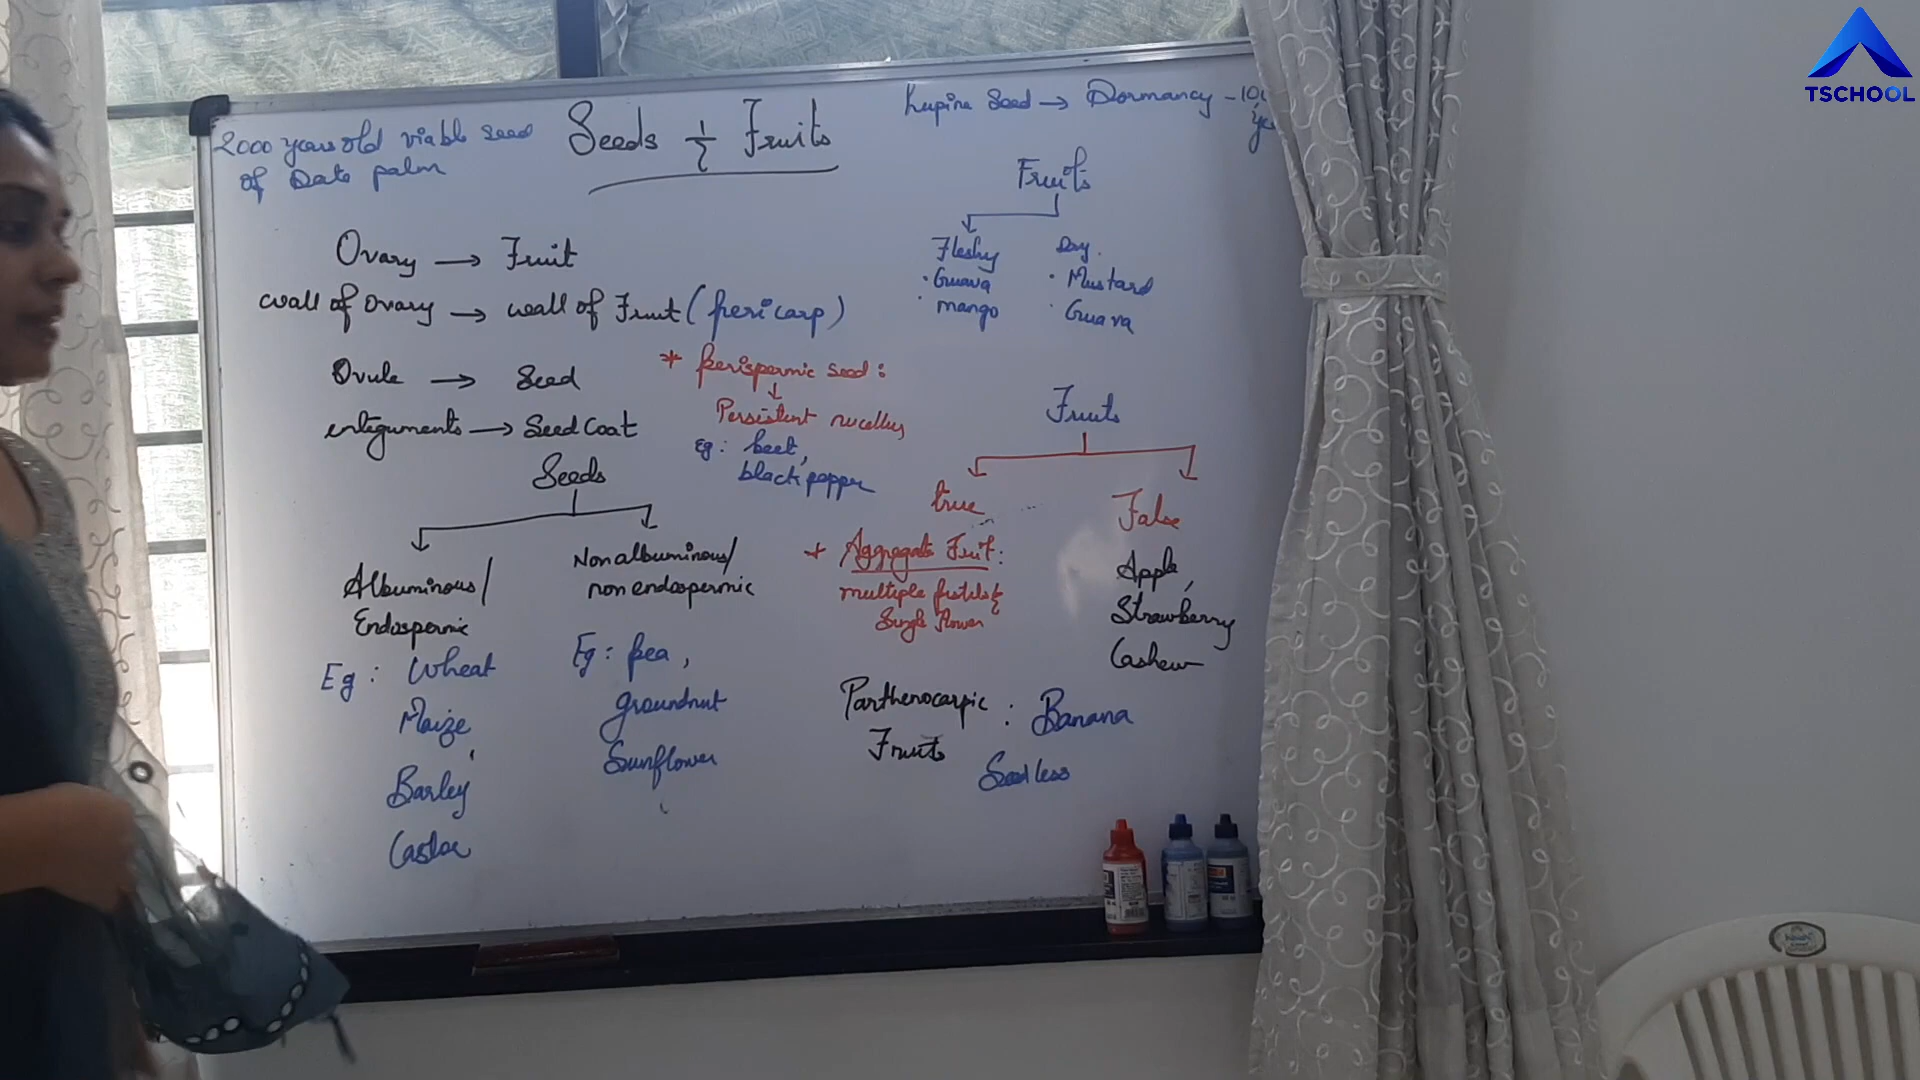 TSCHOOL
2000 years old viable seed
of Date palm
Seeds & Fruits
Lupine Seed → Dormancy -
Ovary → Fruit
wall of Ovary → wall of Fruit (pericarp)
Ovule → Seed
enteguments → Seed Coat
Seeds
Albuminous/
Endospermic
Eg : Wheat
Maize
Barley
Castor
Non albuminous/
non endospermic
Eg : pea,
groundnut
Sunflower
* perispermic seed :
↓
Persistent nucellus
Eg : beet,
black pepper
Fruits
Fleshy
· Guava
· mango
Dry.
· Mustard
· Guava
Fruits
true
False
Apple,
Strawberry
Cashew
+ Aggregate Fruit :
multiple pistils &
Single flower
Parthenocarpic : Banana
Fruits
Seedless